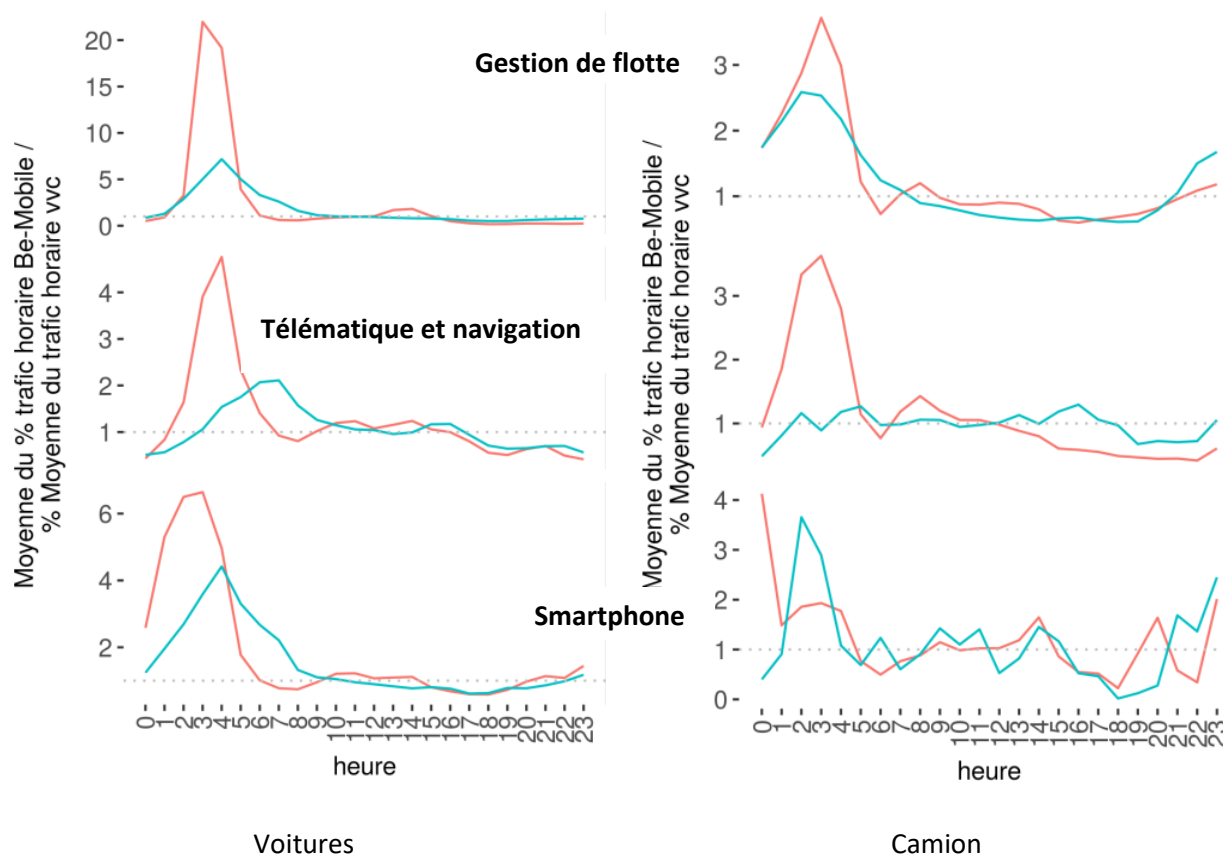 Gestion de flotte
Télématique et navigation
Smartphone
Moyenne du % trafic horaire Be-Mobile /
% Moyenne du trafic horaire vvc
20
15
10
5
0
4
3
2
1
6
4
2
0 1 2 3 4 5 6 7 8 9 10 11 12 13 14 15 16 17 18 19 20 21 22 23
heure
Voitures
Moyenne du % trafic horaire Be-Mobile /
% Moyenne du trafic horaire vvc
3
2
1
3
2
1
4
3
2
1
0
0 1 2 3 4 5 6 7 8 9 10 11 12 13 14 15 16 17 18 19 20 21 22 23
heure
Camion